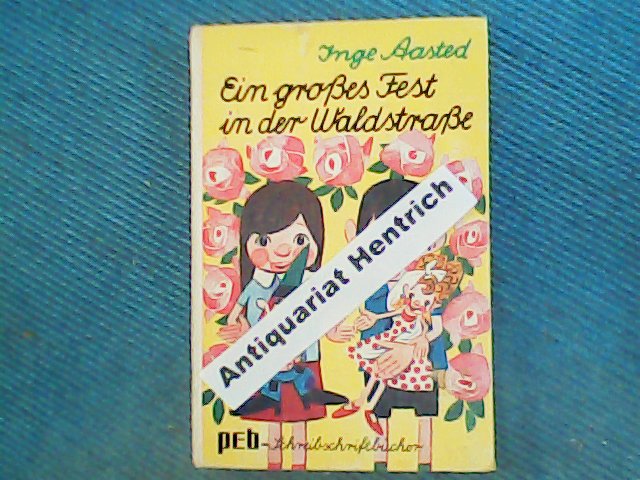 Inge Aasted
Ein großes Fest
in der Waldstraße
Antiquariat Hentrich
PEb-Schreibschriftbücher